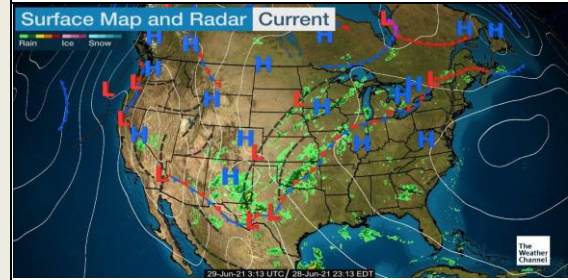 Surface Map and Radar Current
Rain Ice Snow
L
H H H H H
H H
L L H
L H L H H
L H H H H
L
L H
L L
The
Weather
Channel
29-Jun-21 3:13 UTC / 28-Jun-21 23:13 EDT